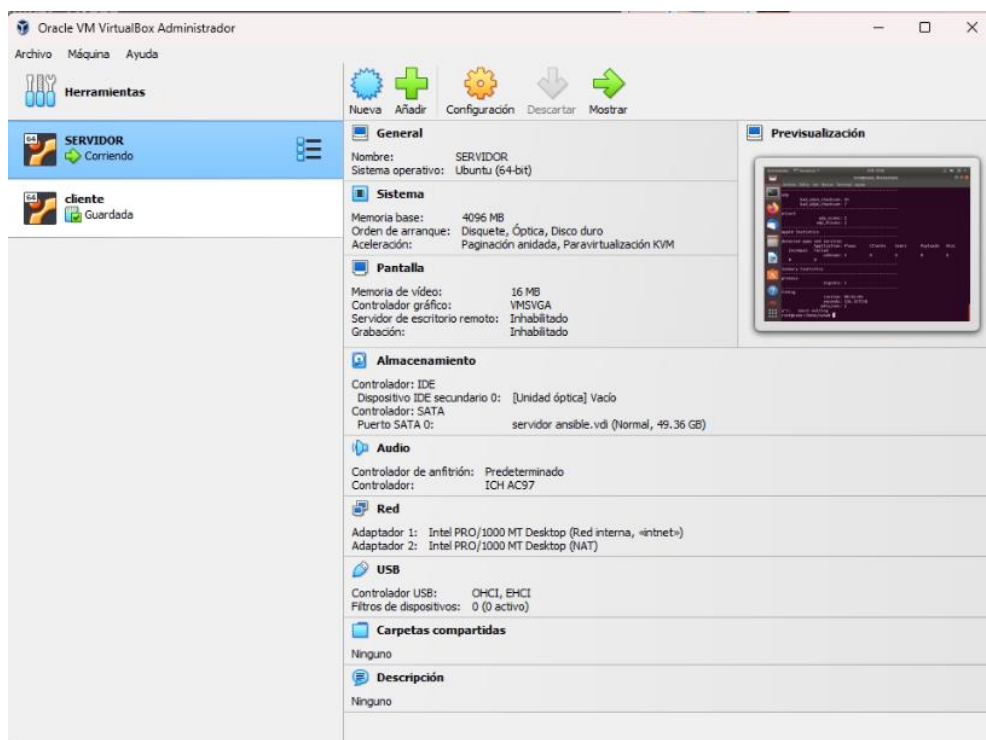 Oracle VM VirtualBox Administrador
Archivo Máquina Ayuda
Herramientas
Nueva Añadir Configuración Descartar Mostrar
64 SERVIDOR
Corriendo
64 cliente
Guardada
General
Nombre: SERVIDOR
Sistema operativo: Ubuntu (64-bit)
Sistema
Memoria base: 4096 MB
Orden de arranque: Disquete, Óptica, Disco duro
Aceleración: Paginación anidada, Paravirtualización KVM
Pantalla
Memoria de vídeo: 16 MB
Controlador gráfico: VMSVGA
Servidor de escritorio remoto: Inhabilitado
Grabación: Inhabilitado
Previsualización
Almacenamiento
Controlador: IDE
Dispositivo IDE secundario 0: [Unidad óptica] Vacío
Controlador: SATA
Puerto SATA 0: servidor ansible.vdi (Normal, 49.36 GB)
Audio
Controlador de anfitrión: Predeterminado
Controlador: ICH AC97
Red
Adaptador 1: Intel PRO/1000 MT Desktop (Red interna, «intnet»)
Adaptador 2: Intel PRO/1000 MT Desktop (NAT)
USB
Controlador USB: OHCI, EHCI
Filtros de dispositivos: 0 (0 activo)
Carpetas compartidas
Ninguno
Descripción
Ninguno